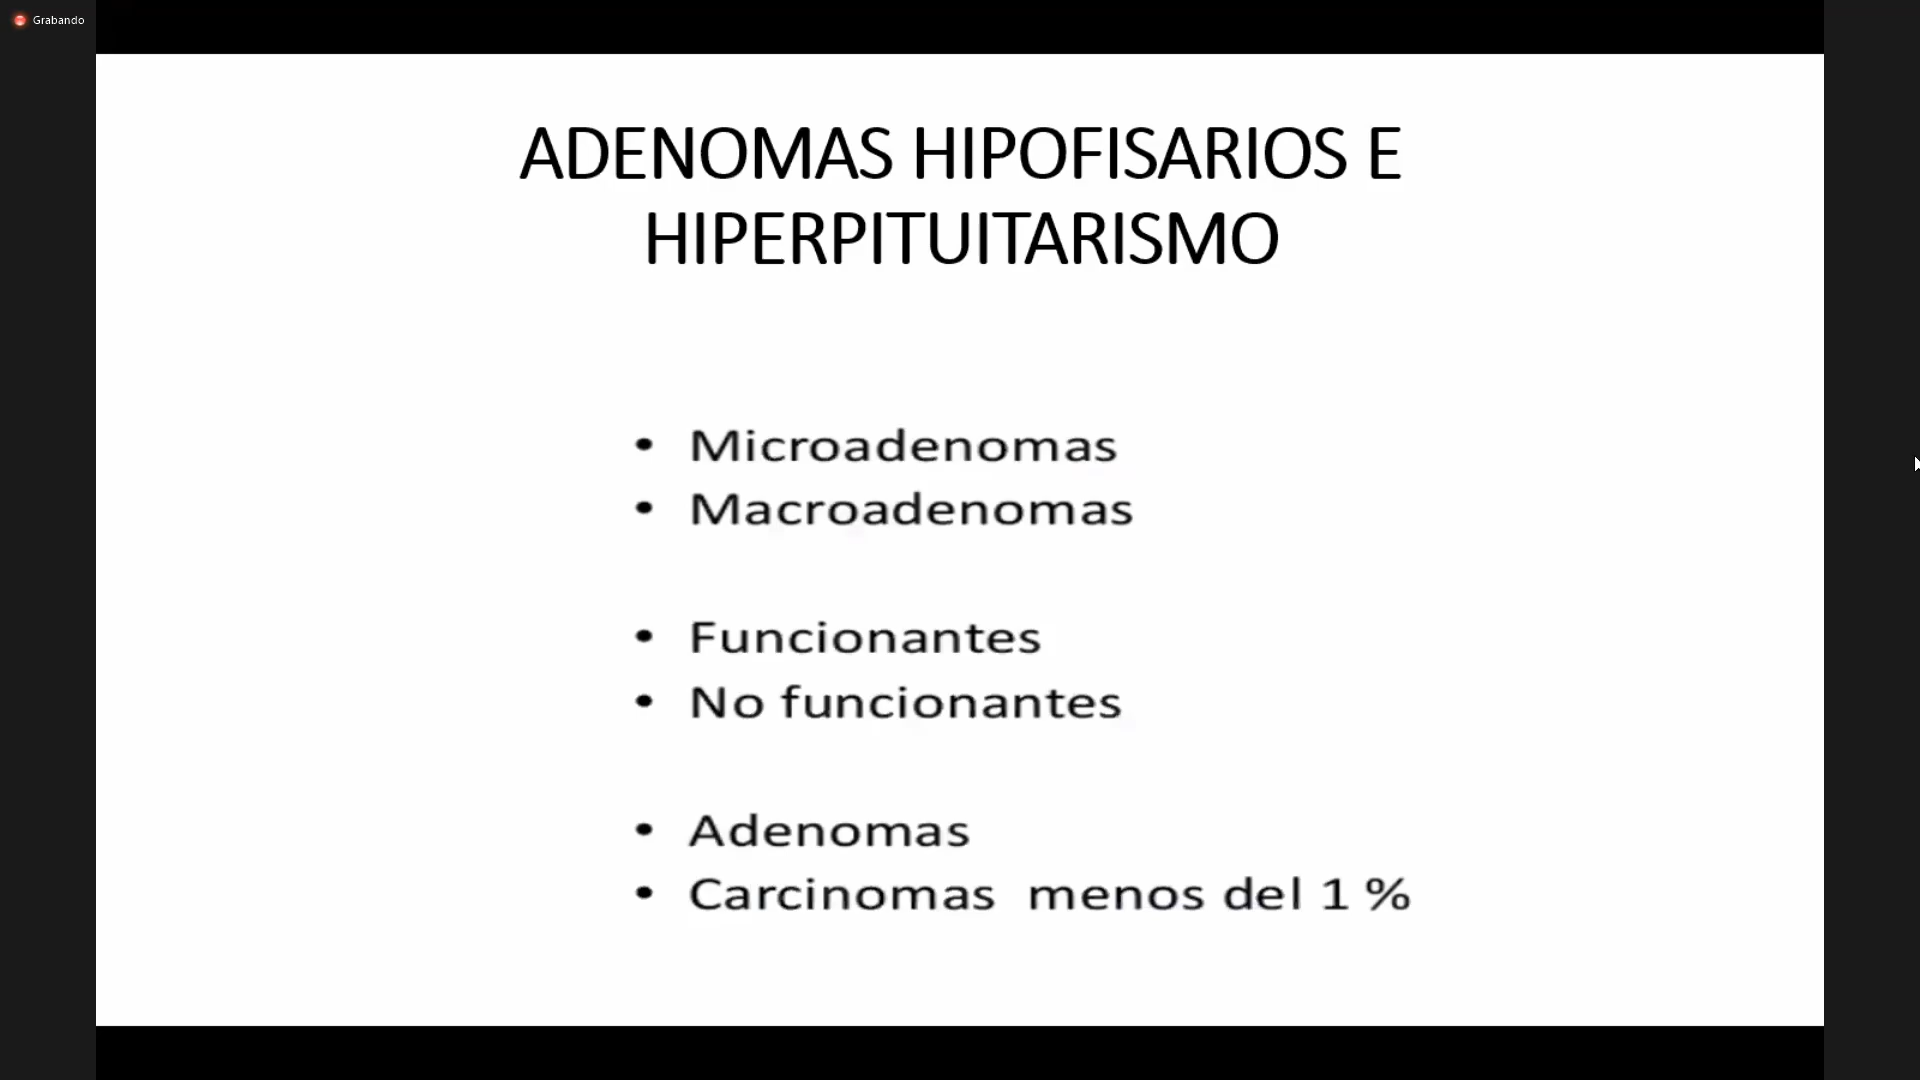 Grabando
ADENOMAS HIPOFISARIOS E
HIPERPITUITARISMO
• Microadenomas
• Macroadenomas
• Funcionantes
• No funcionantes
• Adenomas
• Carcinomas menos del 1 %